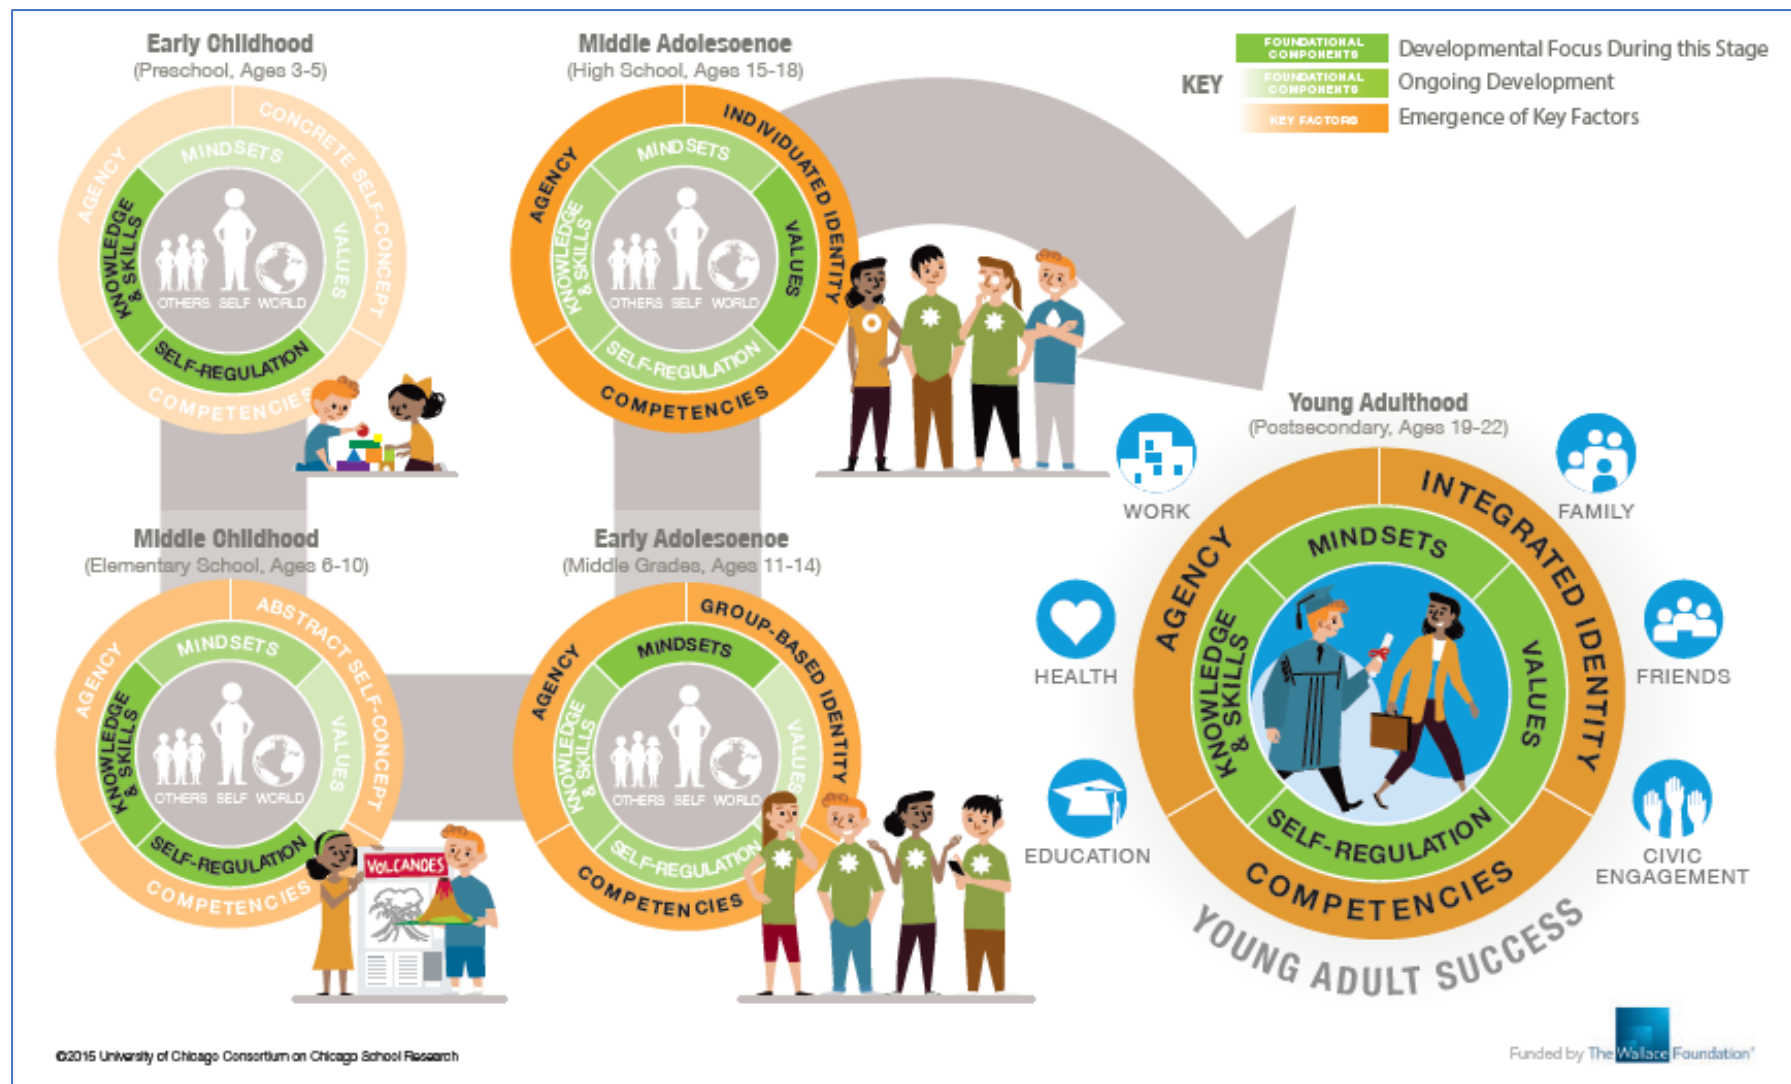 Early Childhood
(Preschool, Ages 3-5)
AGENCY
CONCRETE SELF-CONCEPT
COMPETENCIES
MINDSETS
VALUES
SELF-REGULATION
KNOWLEDGE
& SKILLS
OTHERS SELF WORLD
Middle Adolesoenoe
(High School, Ages 15-18)
AGENCY
INDIVIDUATED IDENTITY
COMPETENCIES
MINDSETS
VALUES
SELF-REGULATION
KNOWLEDGE
& SKILLS
OTHERS SELF WORLD
KEY
FOUNDATIONAL
COMPONENTS
Developmental Focus During this Stage
FOUNDATIONAL
COMPONENTS
Ongoing Development
KEY FACTORS
Emergence of Key Factors
Middle Childhood
(Elementary School, Ages 6-10)
AGENCY
ABSTRACT SELF-CONCEPT
COMPETENCIES
MINDSETS
VALUES
SELF-REGULATION
KNOWLEDGE
& SKILLS
OTHERS SELF WORLD
VOLCANOES
Early Adolesoenoe
(Middle Grades, Ages 11-14)
AGENCY
GROUP-BASED IDENTITY
COMPETENCIES
MINDSETS
VALUES
SELF-REGULATION
KNOWLEDGE
& SKILLS
OTHERS SELF WORLD
Young Adulthood
(Postsecondary, Ages 19-22)
AGENCY
INTEGRATED IDENTITY
COMPETENCIES
MINDSETS
VALUES
SELF-REGULATION
KNOWLEDGE
& SKILLS
WORK
HEALTH
EDUCATION
FAMILY
FRIENDS
CIVIC
ENGAGEMENT
YOUNG ADULT SUCCESS
©2015 University of Chicago Consortium on Chicago School Research
Funded by The Wallace Foundation®